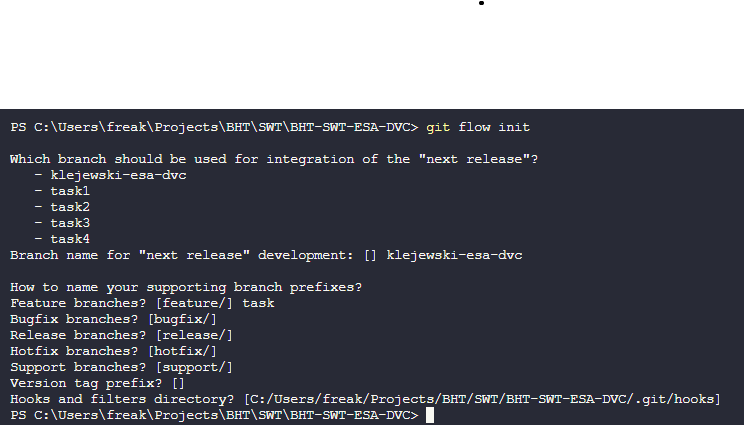 PS C:\Users\freak\Projects\BHT\SWT\BHT-SWT-ESA-DVC> git flow init
Which branch should be used for integration of the "next release"?
- klejewski-esa-dvc
- task1
- task2
- task3
- task4
Branch name for "next release" development: [] klejewski-esa-dvc
How to name your supporting branch prefixes?
Feature branches? [feature/] task
Bugfix branches? [bugfix/]
Release branches? [release/]
Hotfix branches? [hotfix/]
Support branches? [support/]
Version tag prefix? []
Hooks and filters directory? [C:/Users/freak/Projects/BHT/SWT/BHT-SWT-ESA-DVC/.git/hooks]
PS C:\Users\freak\Projects\BHT\SWT\BHT-SWT-ESA-DVC>